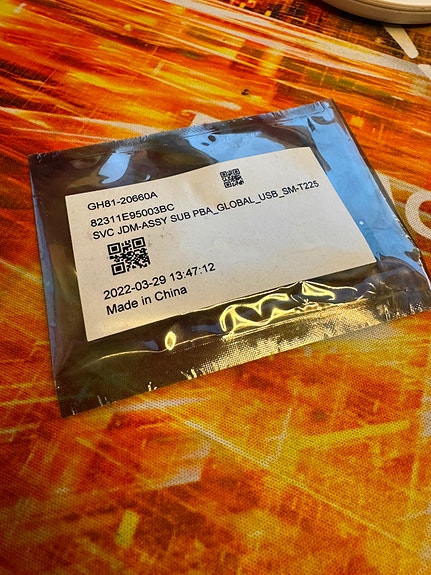 GH81-20660A
82311E95003BC
SVC JDM-ASSY SUB PBA_GLOBAL_USB_SM-T225
2022-03-29 13:47:12
Made in China